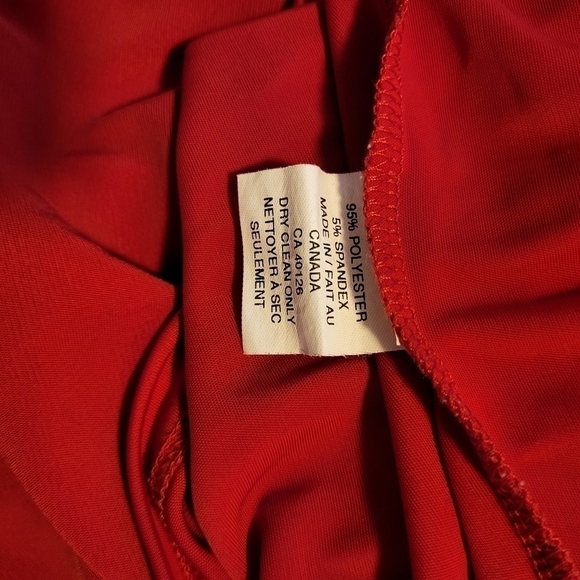 95% POLYESTER
5% SPANDEX
MADE IN / FAIT AU
CANADA
CA 40126
DRY CLEAN ONLY
NETTOYER À SEC
SEULEMENT